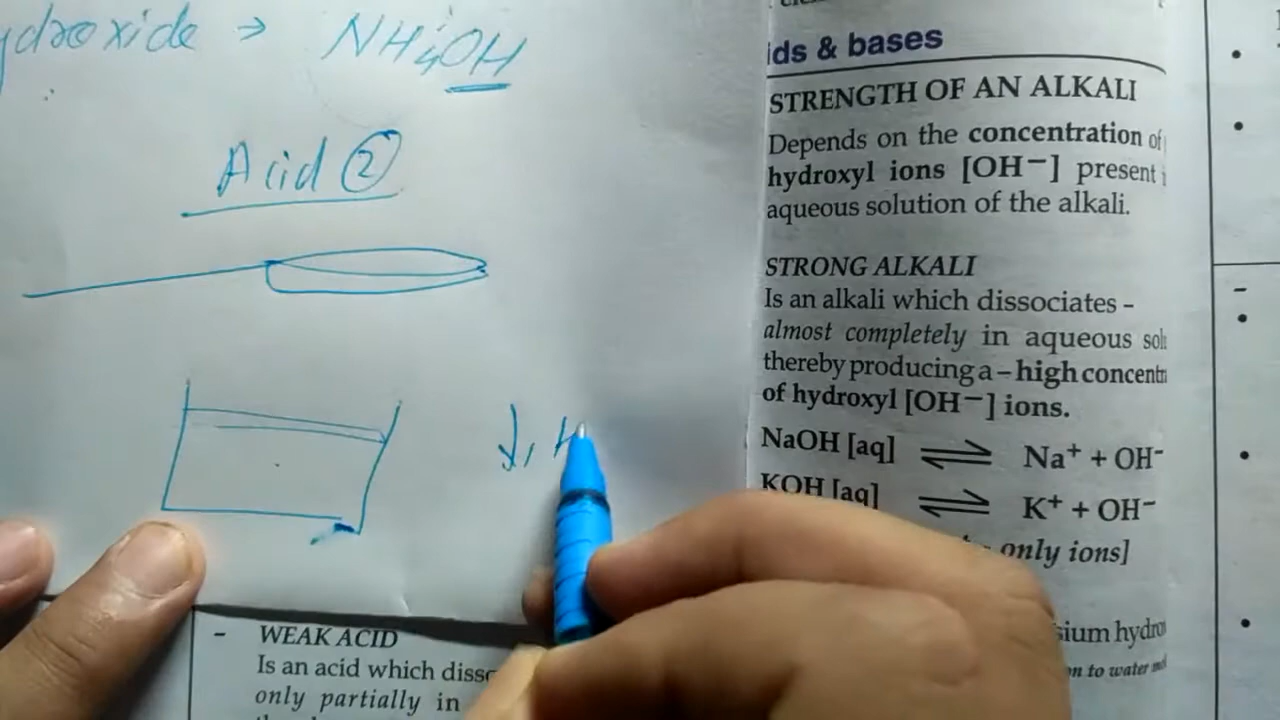 ydroxide → NH4OH
Acid ②
ids & bases
STRENGTH OF AN ALKALI
Depends on the concentration of
hydroxyl ions [OH−] present i
aqueous solution of the alkali.
STRONG ALKALI
Is an alkali which dissociates –
almost completely in aqueous sol
thereby producing a – high concent
of hydroxyl [OH−] ions.
NaOH [aq] ⇌ Na+ + OH-
KOH [aq] ⇌ K+ + OH−
only ions]
sium hydro
on to water
- WEAK ACID
Is an acid which disso
only partially in